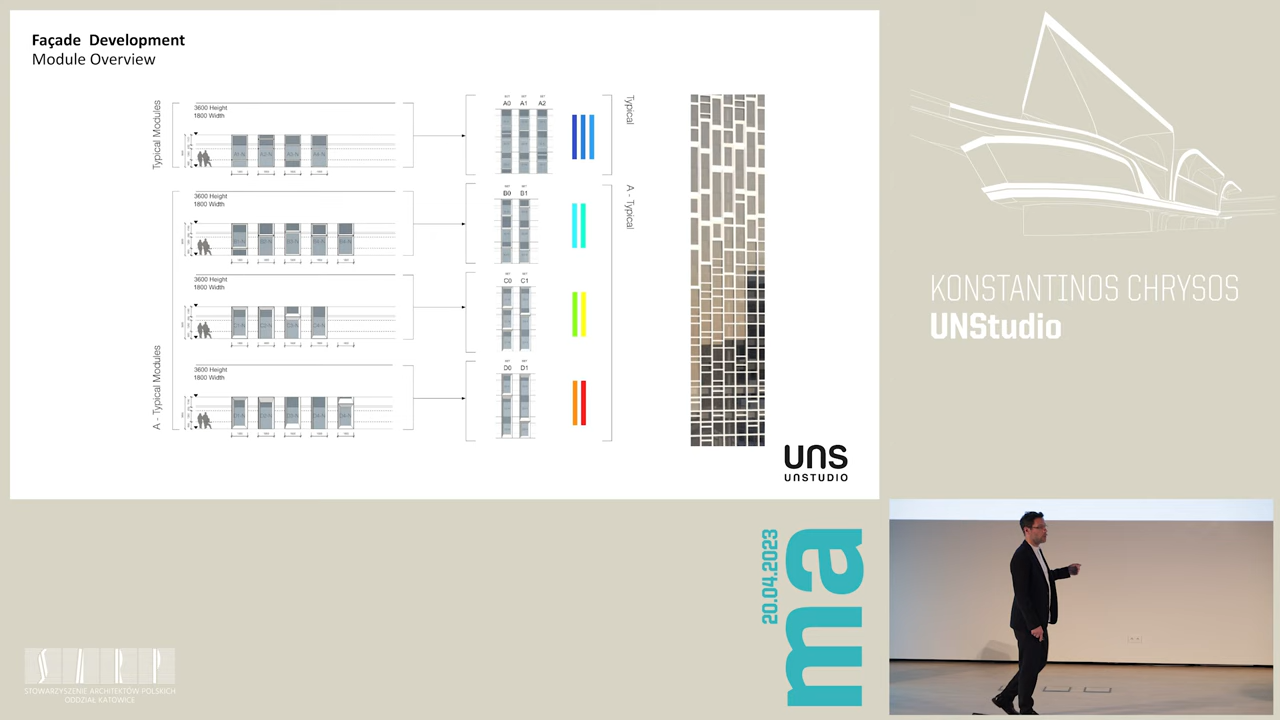 Façade Development
Module Overview
Typical Modules
3600 Height
1800 Width
A0 A1 A2
Typical
A - Typical
3600 Height
1800 Width
B0 B1
3600 Height
1800 Width
C0 C1
A - Typical Modules
3600 Height
1800 Width
D0 D1
UNS
UNSTUDIO
KONSTANTINOS CHRYSOS
UNStudio
20.04.2023
ma
SARP
STOWARZYSZENIE ARCHITEKTÓW POLSKICH
ODDZIAŁ KATOWICE